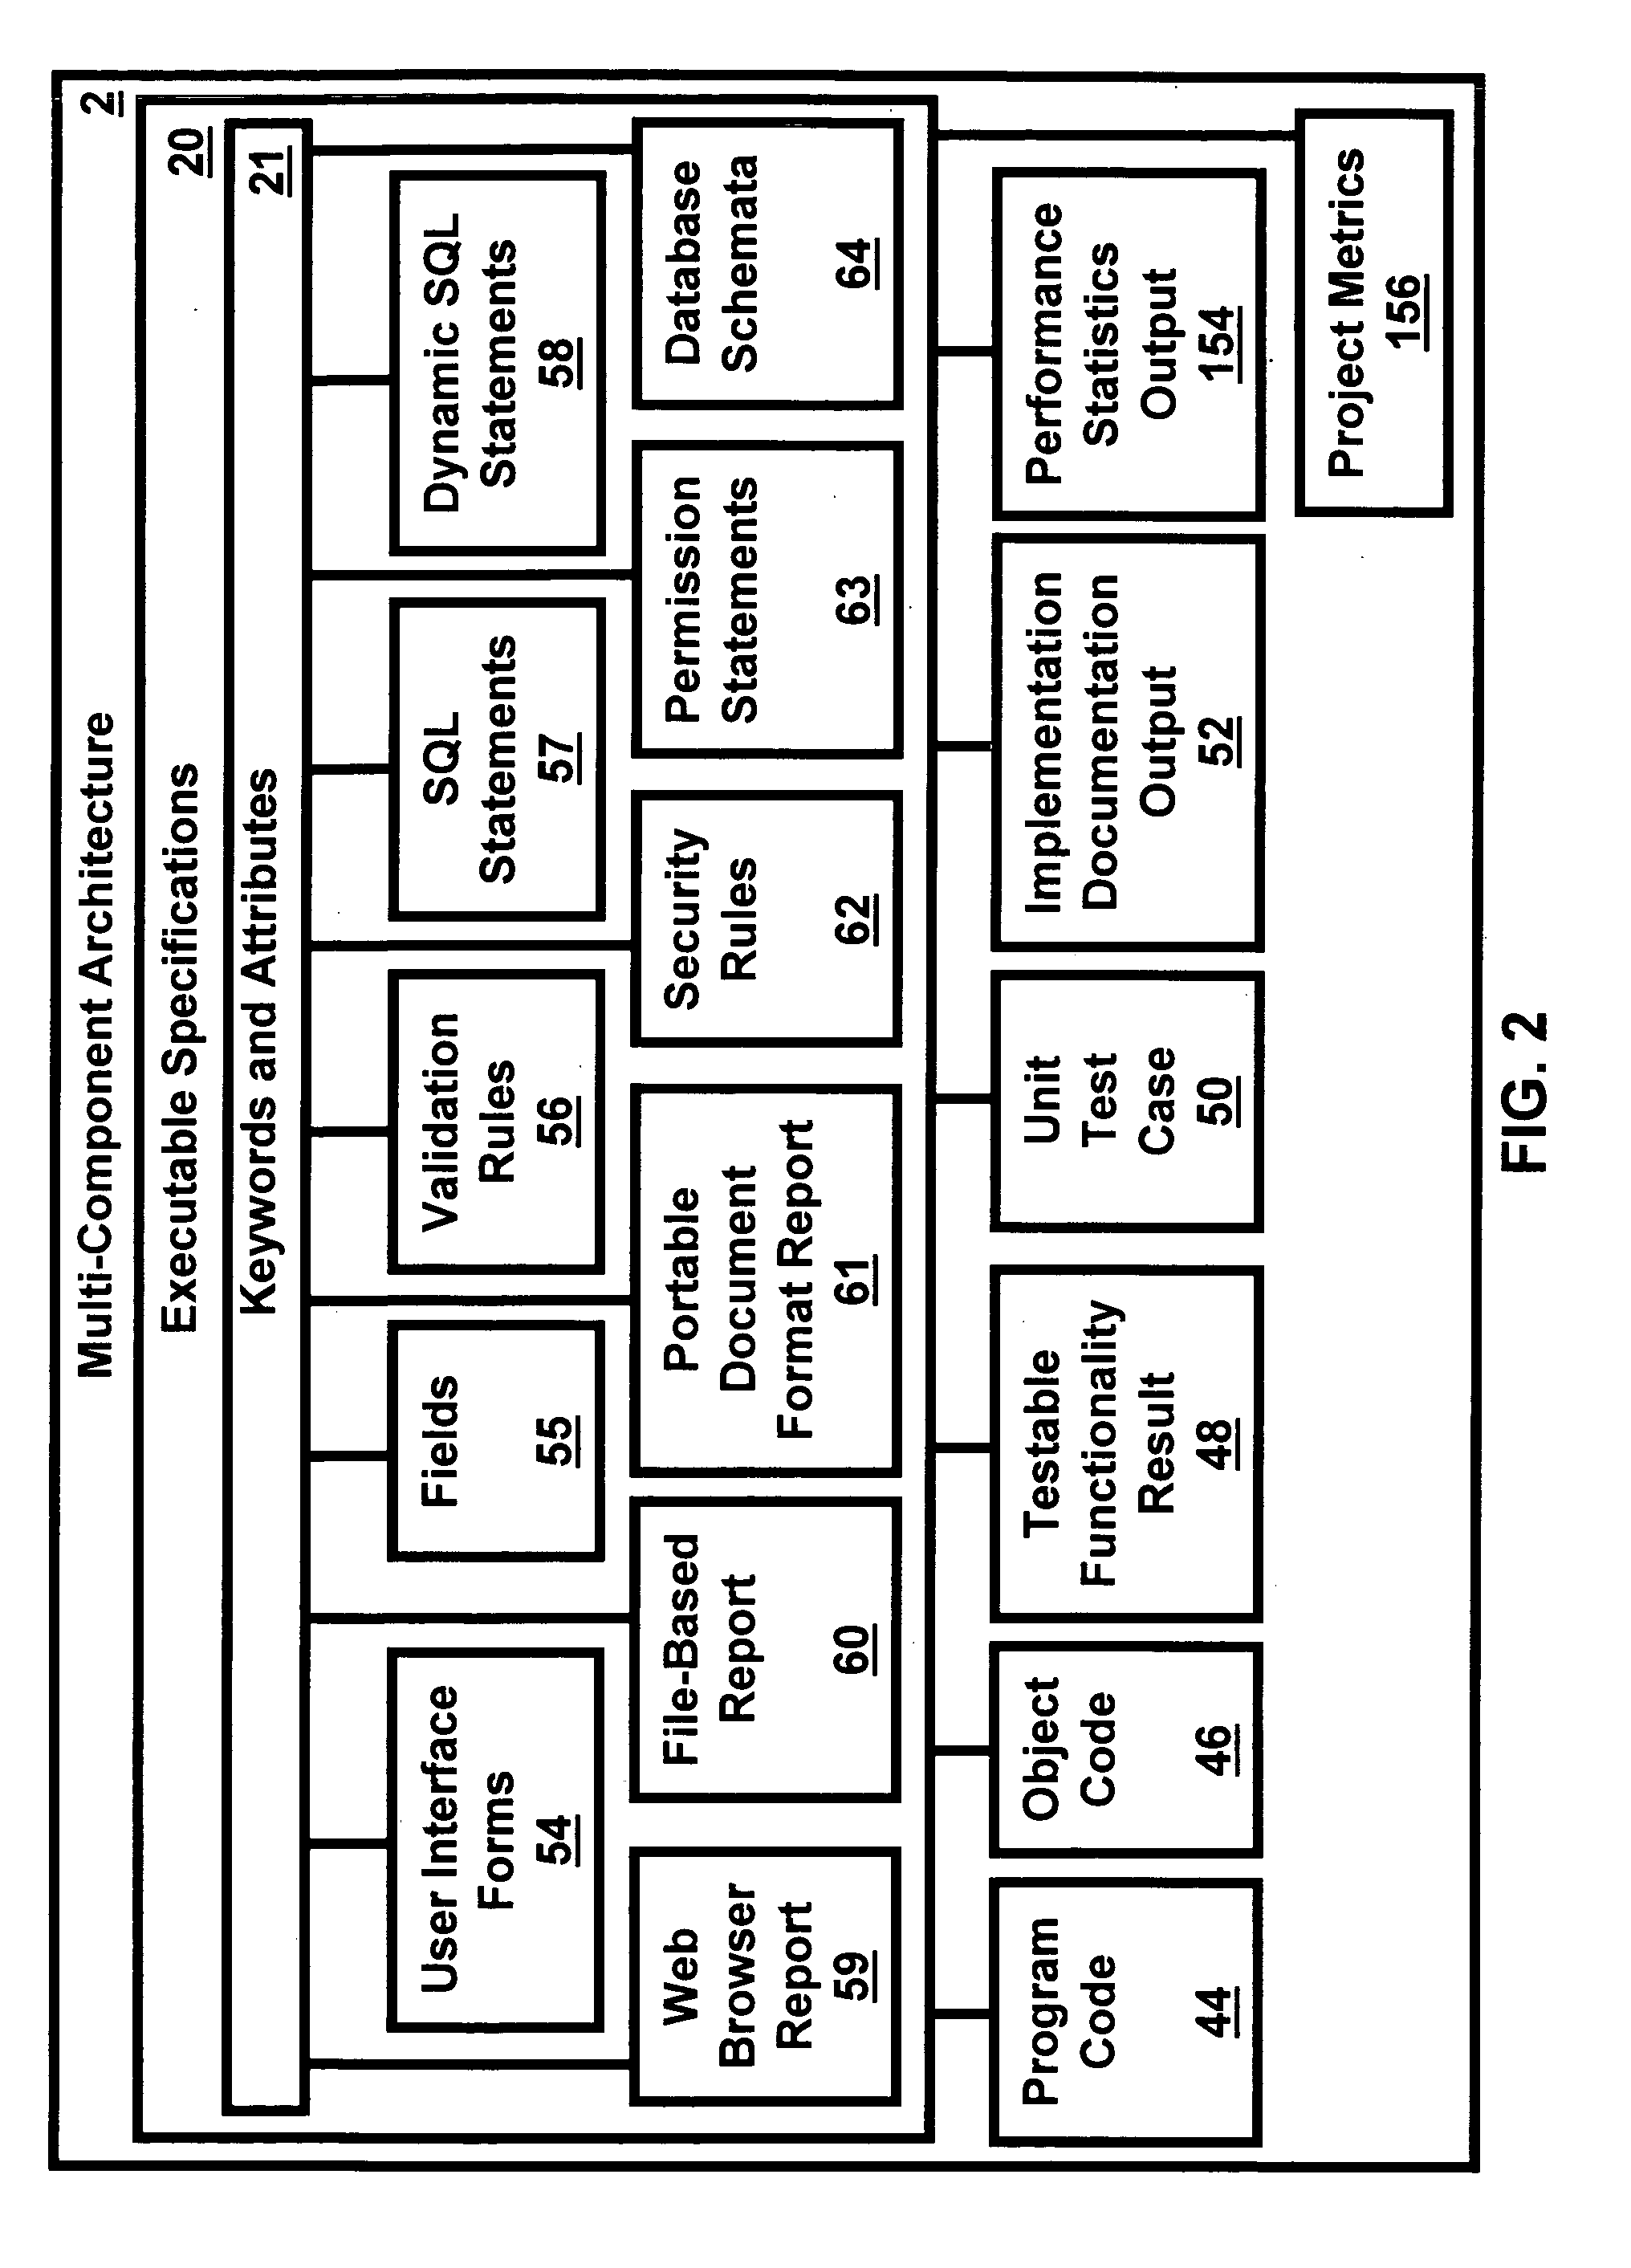 Multi-Component Architecture
2
Executable Specifications
20
Keywords and Attributes
21
User Interface
Forms
54
Fields
55
Validation
Rules
56
SQL
Statements
57
Dynamic SQL
Statements
58
Web
Browser
Report
59
File-Based
Report
60
Portable
Document
Format Report
61
Security
Rules
62
Permission
Statements
63
Database
Schemata
64
Program
Code
44
Object
Code
46
Testable
Functionality
Result
48
Unit
Test
Case
50
Implementation
Documentation
Output
52
Performance
Statistics
Output
154
Project Metrics
156
FIG. 2